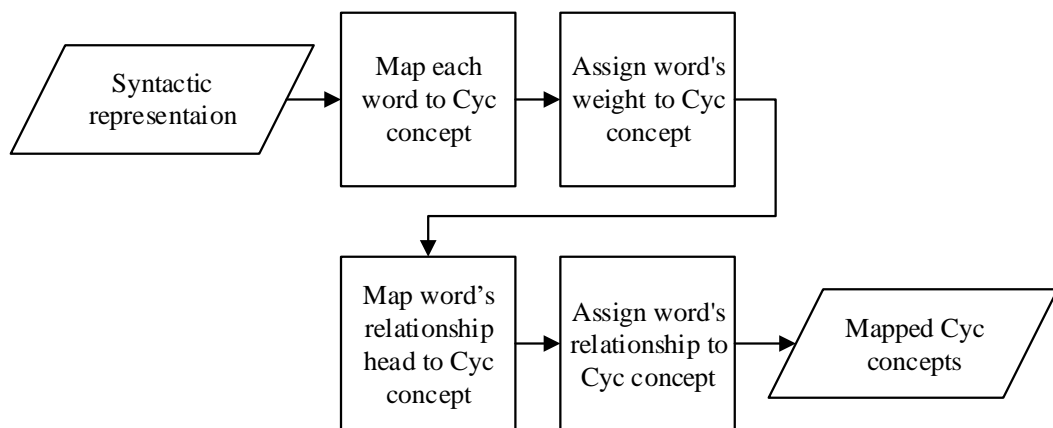 Syntactic
representaion
Map each
word to Cyc
concept
Assign word's
weight to Cyc
concept
Map word’s
relationship
head to Cyc
concept
Assign word's
relationship to
Cyc concept
Mapped Cyc
concepts